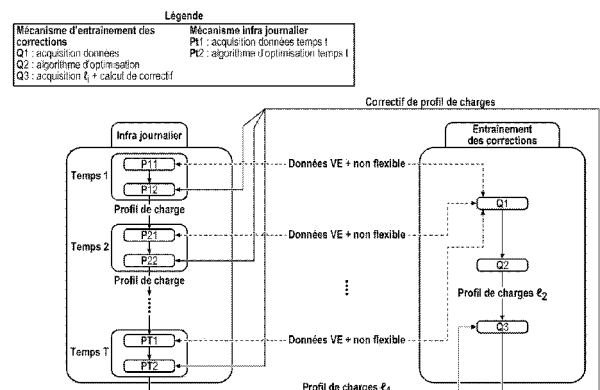 Légende
Mécanisme d'entraînement des corrections
Q1 : acquisition données
Q2 : algorithme d'optimisation
Q3 : acquisition ℓi + calcul de correctif
Mécanisme infra journalier
Pt1 : acquisition données temps t
Pt2 : algorithme d'optimisation temps t
Correctif de profil de charges
Infra journalier
Entraînement
des corrections
Temps 1
P11
Données VE + non flexible
P12
Q1
Profil de charge
Temps 2
P21
Données VE + non flexible
P22
Q2
Profil de charge
Profil de charges ℓ2
Temps T
PT1
Données VE + non flexible
Q3
PT2
Profil de charges ℓ1